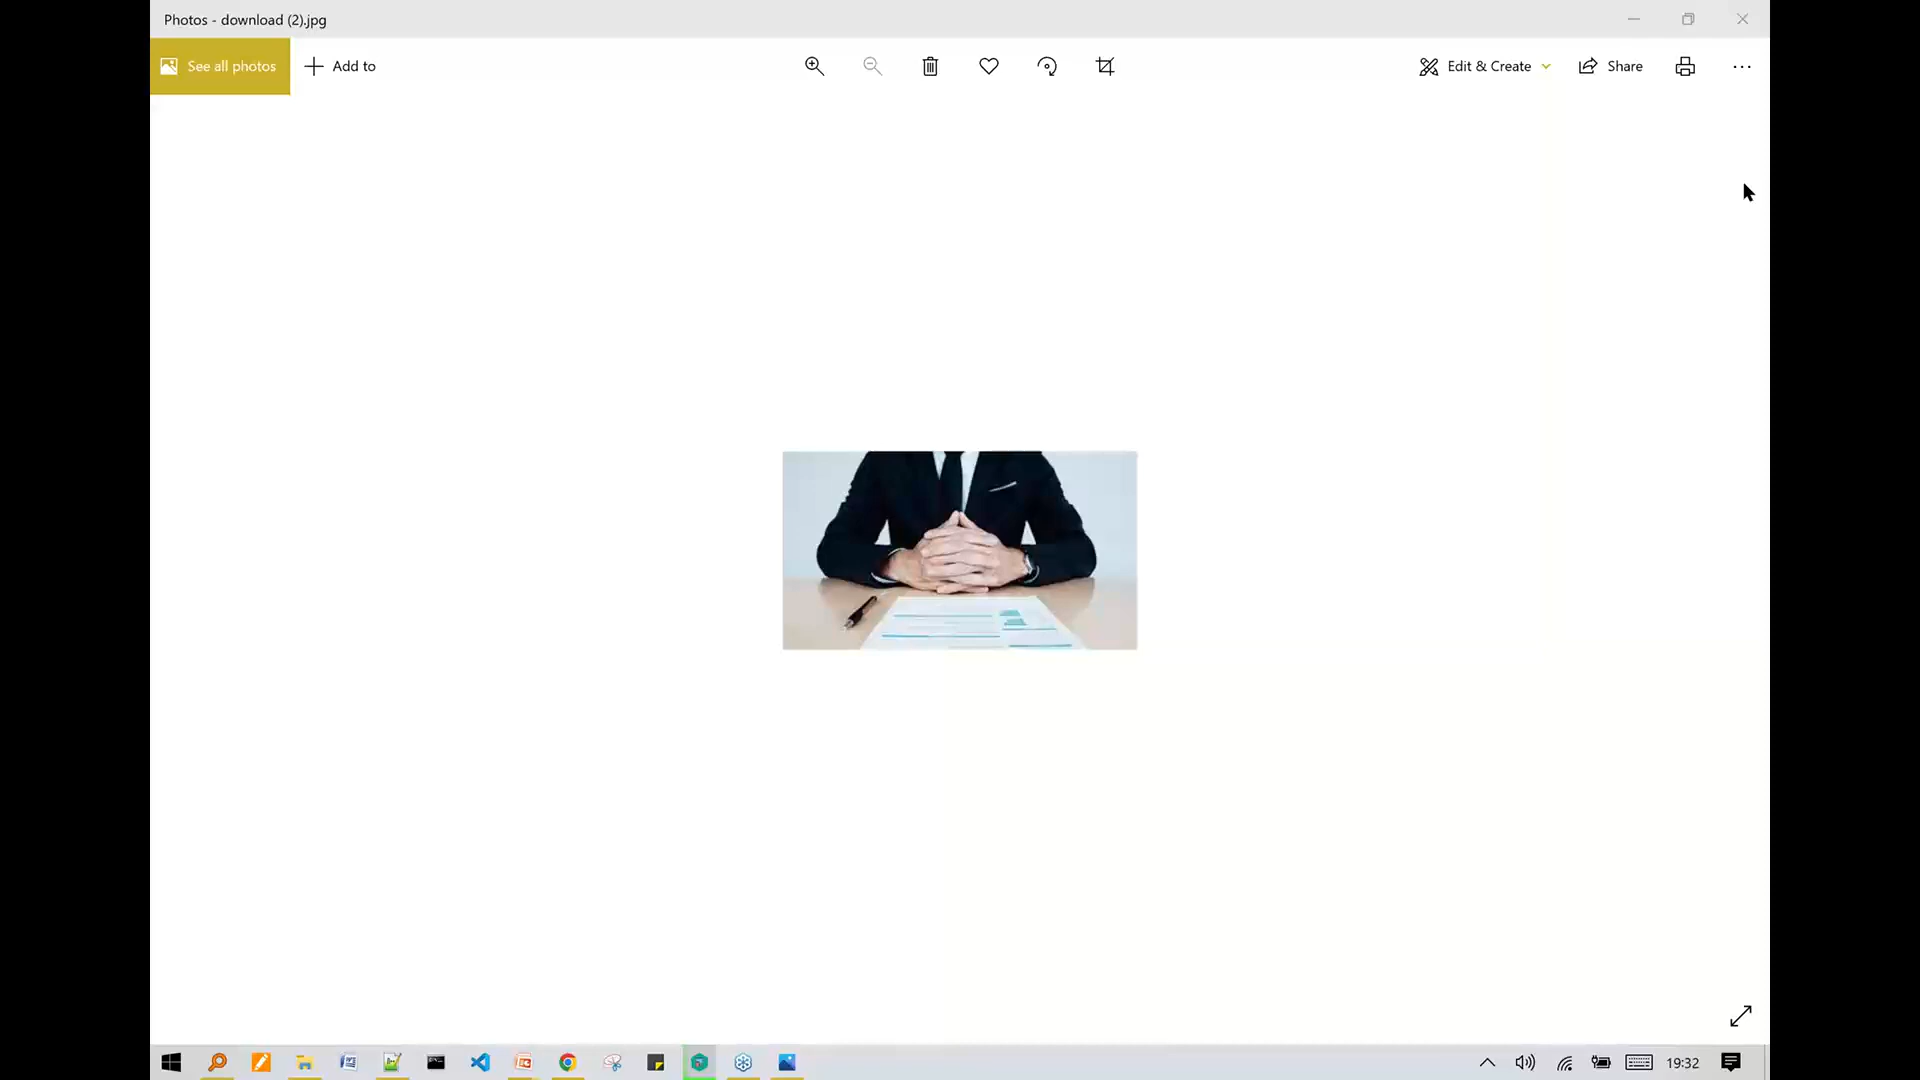 Photos - download (2).jpg
See all photos
Add to
Edit & Create
Share
19:32